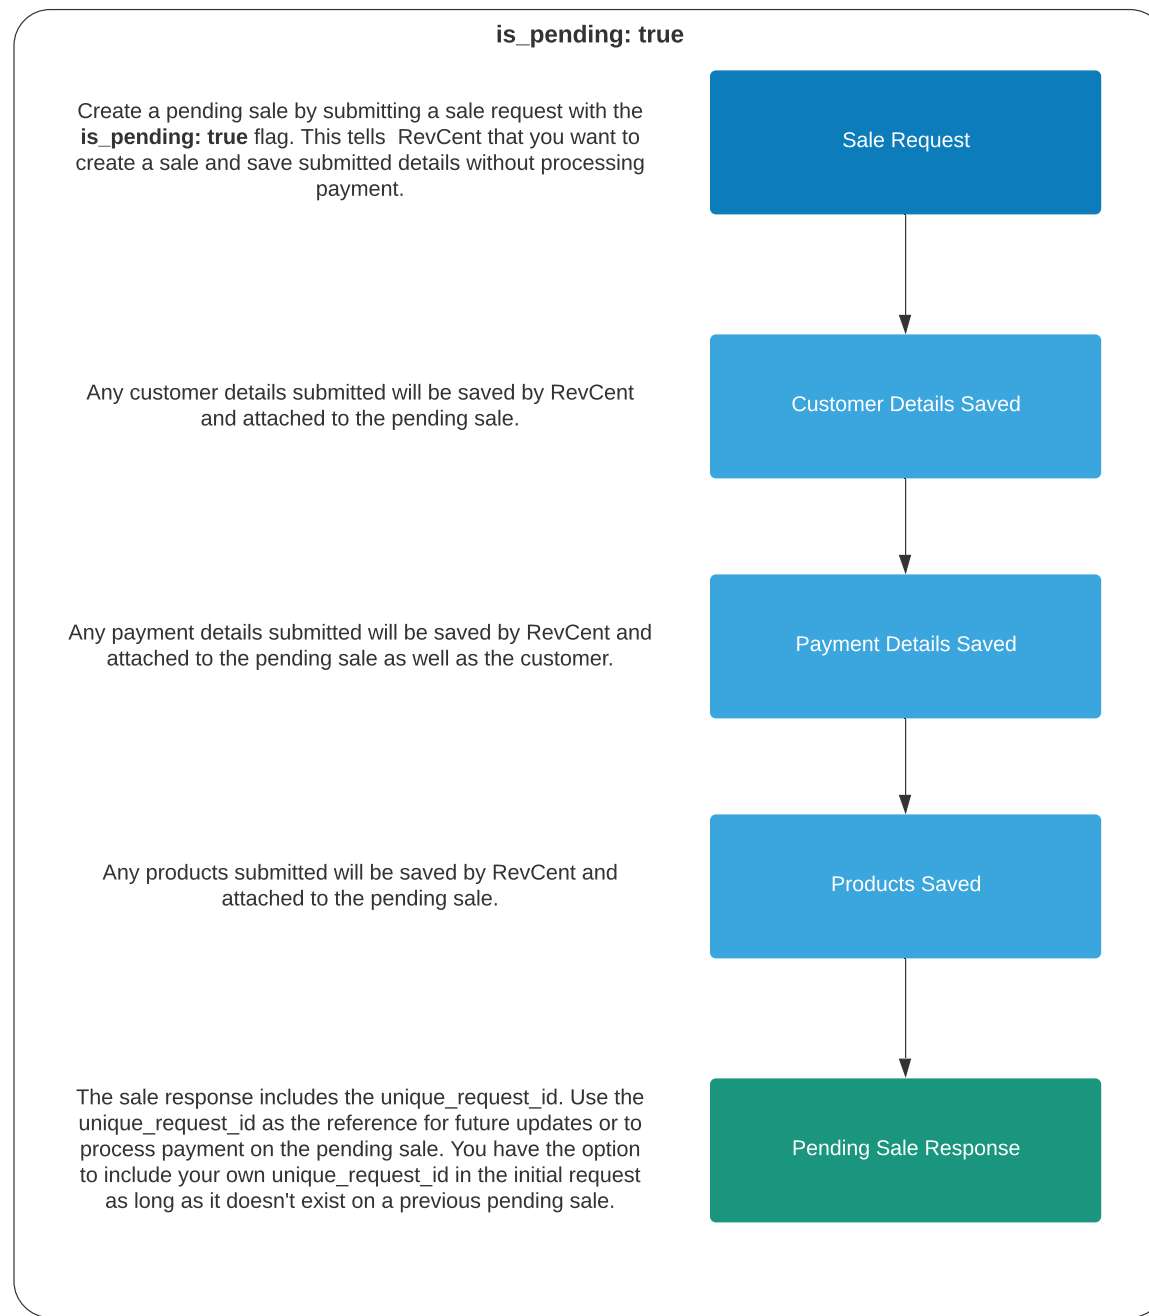 is_pending: true
Create a pending sale by submitting a sale request with the
is_pending: true flag. This tells  RevCent that you want to
create a sale and save submitted details without processing
payment.
Sale Request
Any customer details submitted will be saved by RevCent
and attached to the pending sale.
Customer Details Saved
Any payment details submitted will be saved by RevCent and
attached to the pending sale as well as the customer.
Payment Details Saved
Any products submitted will be saved by RevCent and
attached to the pending sale.
Products Saved
The sale response includes the unique_request_id. Use the
unique_request_id as the reference for future updates or to
process payment on the pending sale. You have the option
to include your own unique_request_id in the initial request
as long as it doesn't exist on a previous pending sale.
Pending Sale Response